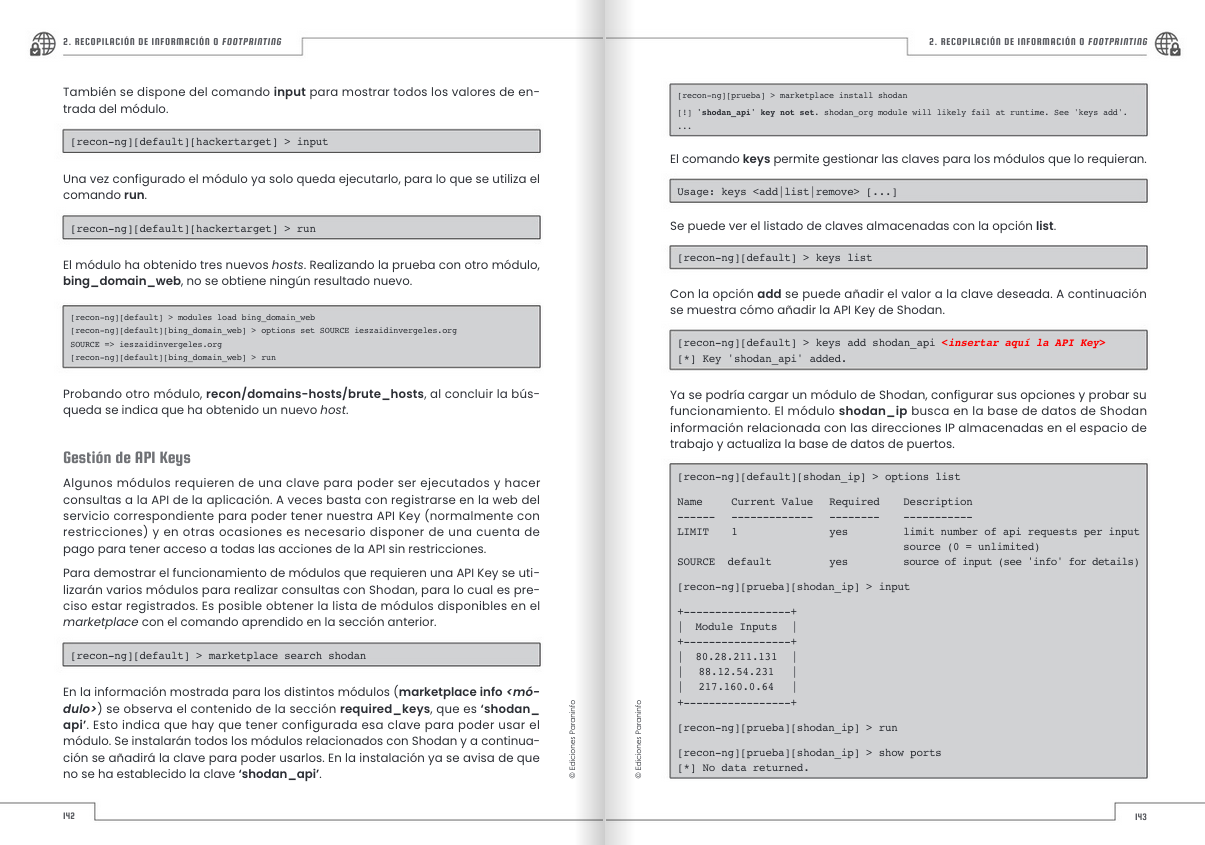 2. RECOPILACIÓN DE INFORMACIÓN O FOOTPRINTING
También se dispone del comando input para mostrar todos los valores de en-
trada del módulo.
[recon-ng][default][hackertarget] > input
Una vez configurado el módulo ya solo queda ejecutarlo, para lo que se utiliza el
comando run.
[recon-ng][default][hackertarget] > run
El módulo ha obtenido tres nuevos hosts. Realizando la prueba con otro módulo,
bing_domain_web, no se obtiene ningún resultado nuevo.
[recon-ng][default] > modules load bing_domain_web
[recon-ng][default][bing_domain_web] > options set SOURCE ieszaidinvergeles.org
SOURCE => ieszaidinvergeles.org
[recon-ng][default][bing_domain_web] > run
Probando otro módulo, recon/domains-hosts/brute_hosts, al concluir la bús-
queda se indica que ha obtenido un nuevo host.
Gestión de API Keys
Algunos módulos requieren de una clave para poder ser ejecutados y hacer
consultas a la API de la aplicación. A veces basta con registrarse en la web del
servicio correspondiente para poder tener nuestra API Key (normalmente con
restricciones) y en otras ocasiones es necesario disponer de una cuenta de
pago para tener acceso a todas las acciones de la API sin restricciones.
Para demostrar el funcionamiento de módulos que requieren una API Key se uti-
lizarán varios módulos para realizar consultas con Shodan, para lo cual es pre-
ciso estar registrados. Es posible obtener la lista de módulos disponibles en el
marketplace con el comando aprendido en la sección anterior.
[recon-ng][default] > marketplace search shodan
En la información mostrada para los distintos módulos (marketplace info <mó-
dulo>) se observa el contenido de la sección required_keys, que es ‘shodan_
api’. Esto indica que hay que tener configurada esa clave para poder usar el
módulo. Se instalarán todos los módulos relacionados con Shodan y a continua-
ción se añadirá la clave para poder usarlos. En la instalación ya se avisa de que
no se ha establecido la clave ‘shodan_api’.
© Ediciones Paraninfo
142
2. RECOPILACIÓN DE INFORMACIÓN O FOOTPRINTING
[recon-ng][prueba] > marketplace install shodan
[!] 'shodan_api' key not set. shodan_org module will likely fail at runtime. See 'keys add'.
...
El comando keys permite gestionar las claves para los módulos que lo requieran.
Usage: keys <add|list|remove> [...]
Se puede ver el listado de claves almacenadas con la opción list.
[recon-ng][default] > keys list
Con la opción add se puede añadir el valor a la clave deseada. A continuación
se muestra cómo añadir la API Key de Shodan.
[recon-ng][default] > keys add shodan_api <insertar aquí la API Key>
[*] Key 'shodan_api' added.
Ya se podría cargar un módulo de Shodan, configurar sus opciones y probar su
funcionamiento. El módulo shodan_ip busca en la base de datos de Shodan
información relacionada con las direcciones IP almacenadas en el espacio de
trabajo y actualiza la base de datos de puertos.
[recon-ng][default][shodan_ip] > options list
Name Current Value Required Description
------ ------------- -------- -----------
LIMIT 1 yes limit number of api requests per input
source (0 = unlimited)
SOURCE default yes source of input (see 'info' for details)
[recon-ng][prueba][shodan_ip] > input
+-----------------+
| Module Inputs |
+-----------------+
| 80.28.211.131 |
| 88.12.54.231 |
| 217.160.0.64 |
+-----------------+
[recon-ng][prueba][shodan_ip] > run
[recon-ng][prueba][shodan_ip] > show ports
[*] No data returned.
© Ediciones Paraninfo
143